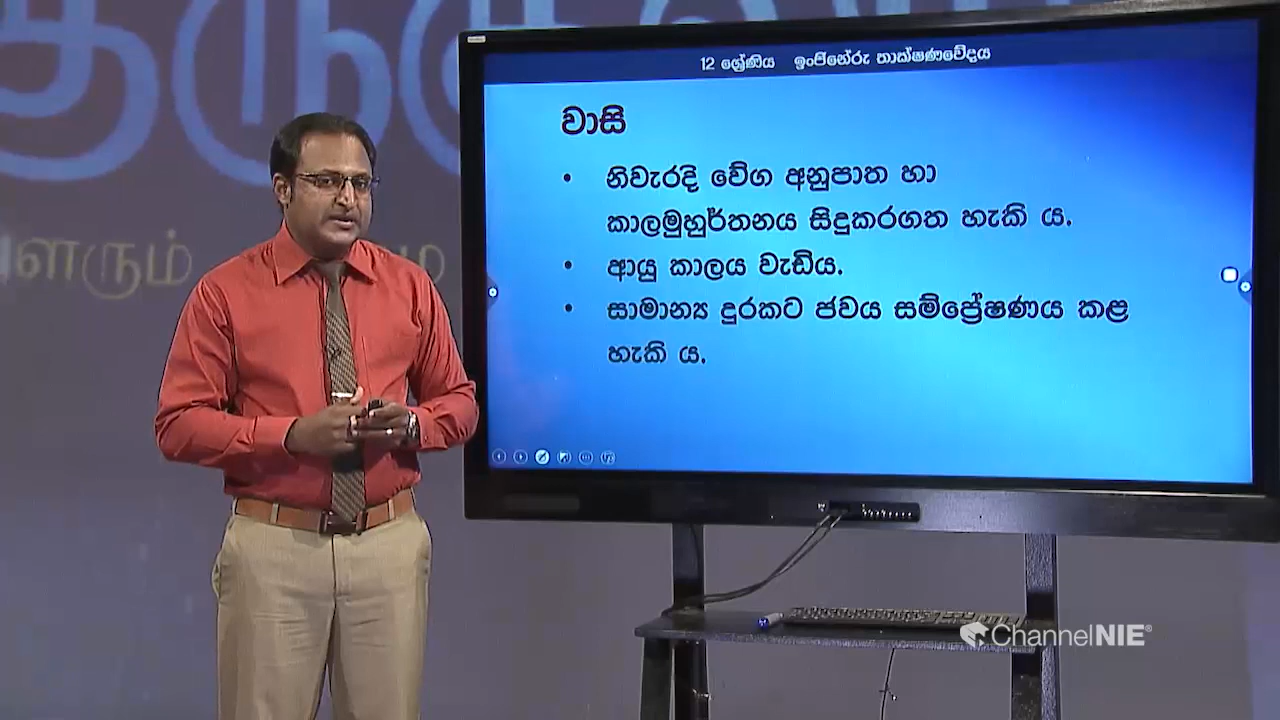 12 ශ්‍රේණිය ඉංජිනේරු තාක්ෂණවේදය
වාසි
• නිවැරදි වේග අනුපාත හා
කාලමුහුර්තනය සිදුකරගත හැකි ය.
• ආයු කාලය වැඩිය.
• සාමාන්‍ය දුරකට ජවය සම්ප්‍රේෂණය කළ
හැකි ය.
ChannelNIE®